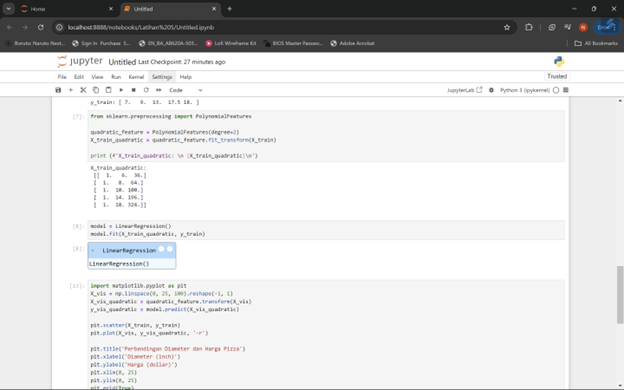 Home
Untitled
localhost:8888/notebooks/Latihan%205/Untitled.ipynb
Boruto: Naruto Next...
Sign in Purchase S...
LoFi Wireframe Kit
BIOS Master Passwo...
Adobe Acrobat
All Bookmarks
jupyter Untitled Last Checkpoint: 27 minutes ago
File Edit View Run Kernel Settings Help
Trusted
Code
JupyterLab
Python 3 (ipykernel)
y_train: [ 7. 9. 13. 17.5 18. ]
[7]:
from sklearn.preprocessing import PolynomialFeatures
quadratic_feature = PolynomialFeatures(degree=2)
X_train_quadratic = quadratic_feature.fit_transform(X_train)
print (f'X_train_quadratic: \n {X_train_quadratic}\n')
X_train_quadratic:
[[ 1. 6. 36.]
[ 1. 8. 64.]
[ 1. 10. 100.]
[ 1. 14. 196.]
[ 1. 18. 324.]]
[8]:
model = LinearRegression()
model.fit(X_train_quadratic, y_train)
[8]:
LinearRegression
LinearRegression()
import matplotlib.pyplot as plt
X_vis = np.linspace(0, 25, 100).reshape(-1, 1)
X_vis_quadratic = quadratic_feature.transform(X_vis)
y_vis_quadratic = model.predict(X_vis_quadratic)
plt.scatter(X_train, y_train)
plt.plot(X_vis, y_vis_quadratic, '-r')
plt.title('Perbandingan Diameter dan Harga Pizza')
plt.xlabel('Diameter (inch)')
plt.ylabel('Harga (dollar)')
plt.xlim(0, 25)
plt.ylim(0, 25)
plt.grid(True)